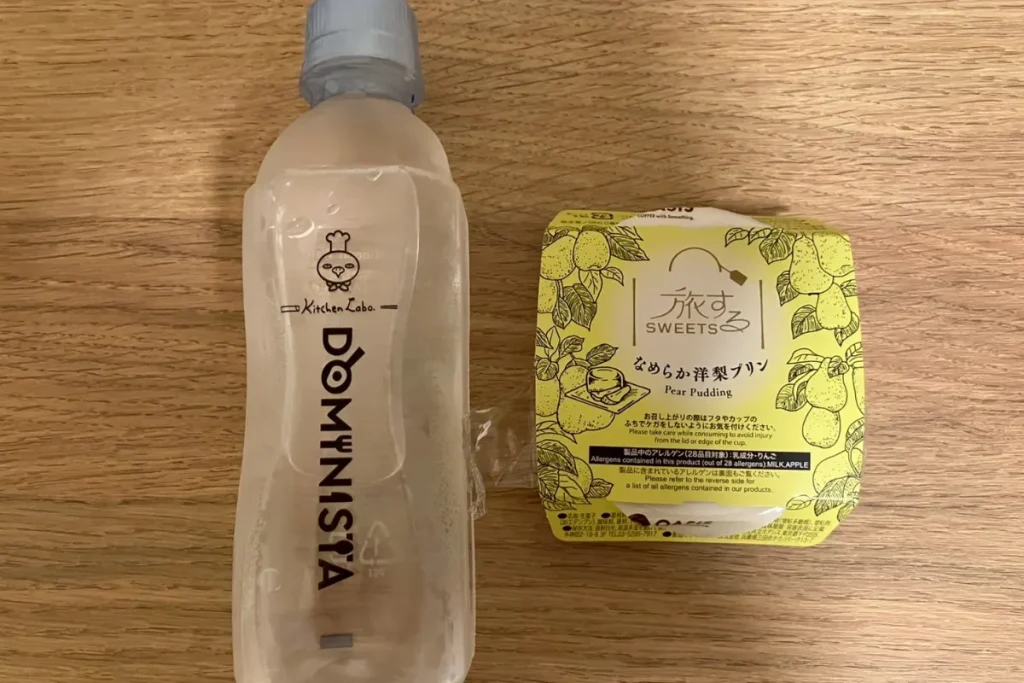 Kitchen Labo.
DOMINISTA
OASIS
旅する
SWEETS
なめらか洋梨プリン
Pear Pudding
お召し上がりの際はフタやカップの
ふちでケガをしないようにお気を付けください。
Please take care while consuming to avoid injury
from the lid or edge of the cup.
製品中のアレルゲン(28品目対象):乳成分・りんご
Allergens contained in this product (out of 28 allergens):MILK,APPLE
製品に含まれているアレルゲンは裏面もご覧ください。
Please refer to the reverse side for
a list of all allergens contained in our products.
OASIS